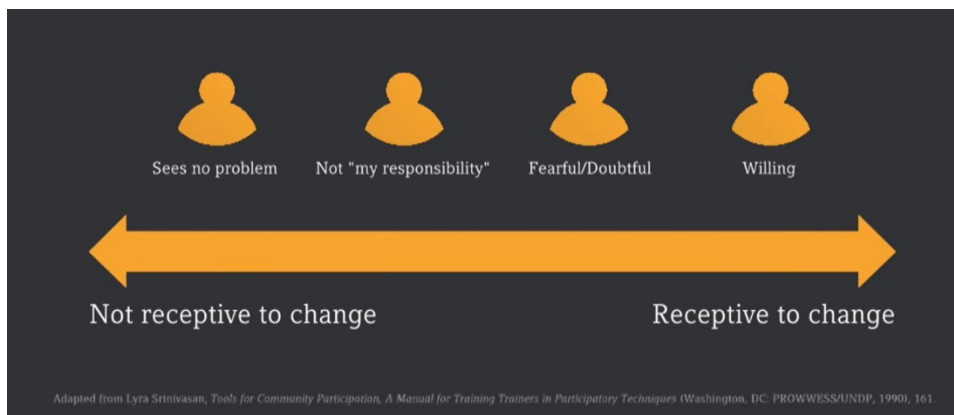 Sees no problem
Not "my responsibility"
Fearful/Doubtful
Willing
Not receptive to change
Receptive to change
Adapted from Lyra Srinivasan, Tools for Community Participation, A Manual for Training Trainers in Participatory Techniques (Washington, DC: PROWWESS/UNDP, 1990), 161